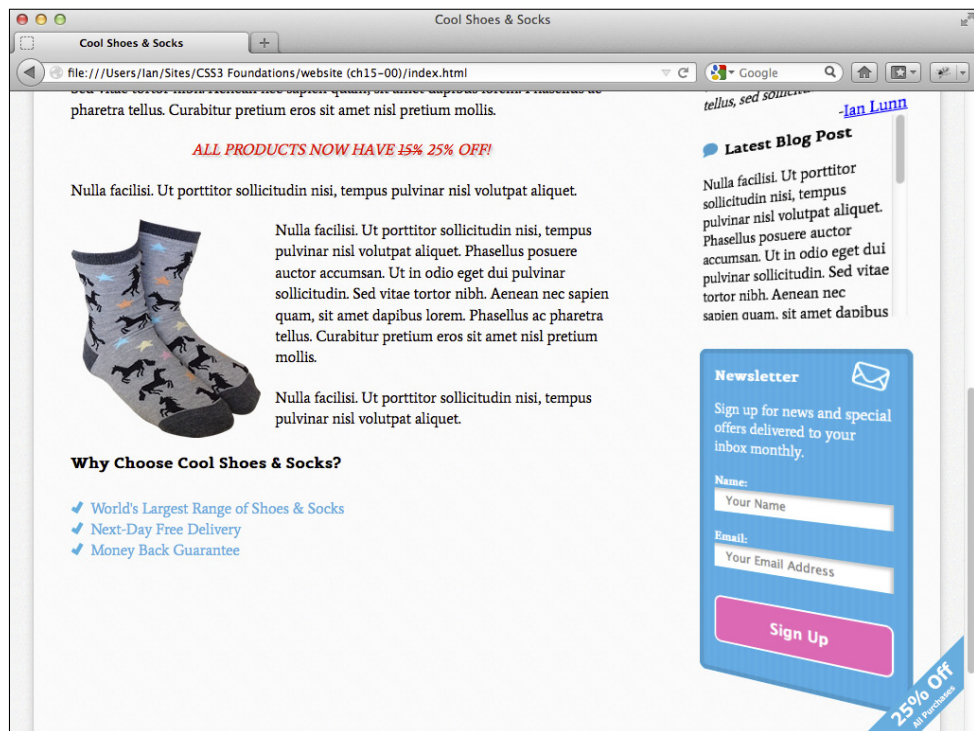 Cool Shoes & Socks
Cool Shoes & Socks
file:///Users/Ian/Sites/CSS3 Foundations/website (ch15-00)/index.html
Google
pharetra tellus. Curabitur pretium eros sit amet nisl pretium mollis.
ALL PRODUCTS NOW HAVE 15% 25% OFF!
Nulla facilisi. Ut porttitor sollicitudin nisi, tempus pulvinar nisl volutpat aliquet.
Nulla facilisi. Ut porttitor sollicitudin nisi, tempus
pulvinar nisl volutpat aliquet. Phasellus posuere
auctor accumsan. Ut in odio eget dui pulvinar
sollicitudin. Sed vitae tortor nibh. Aenean nec sapien
quam, sit amet dapibus lorem. Phasellus ac pharetra
tellus. Curabitur pretium eros sit amet nisl pretium
mollis.
Nulla facilisi. Ut porttitor sollicitudin nisi, tempus
pulvinar nisl volutpat aliquet.
Why Choose Cool Shoes & Socks?
World's Largest Range of Shoes & Socks
Next-Day Free Delivery
Money Back Guarantee
tellus, sed
-Ian Lunn
Latest Blog Post
Nulla facilisi. Ut porttitor
sollicitudin nisi, tempus
pulvinar nisl volutpat aliquet.
Phasellus posuere auctor
accumsan. Ut in odio eget dui
pulvinar sollicitudin. Sed vitae
tortor nibh. Aenean nec
sapien quam, sit amet dapibus
Newsletter
Sign up for news and special
offers delivered to your
inbox monthly.
Name:
Your Name
Email:
Your Email Address
Sign Up
25% Off
All Purchases